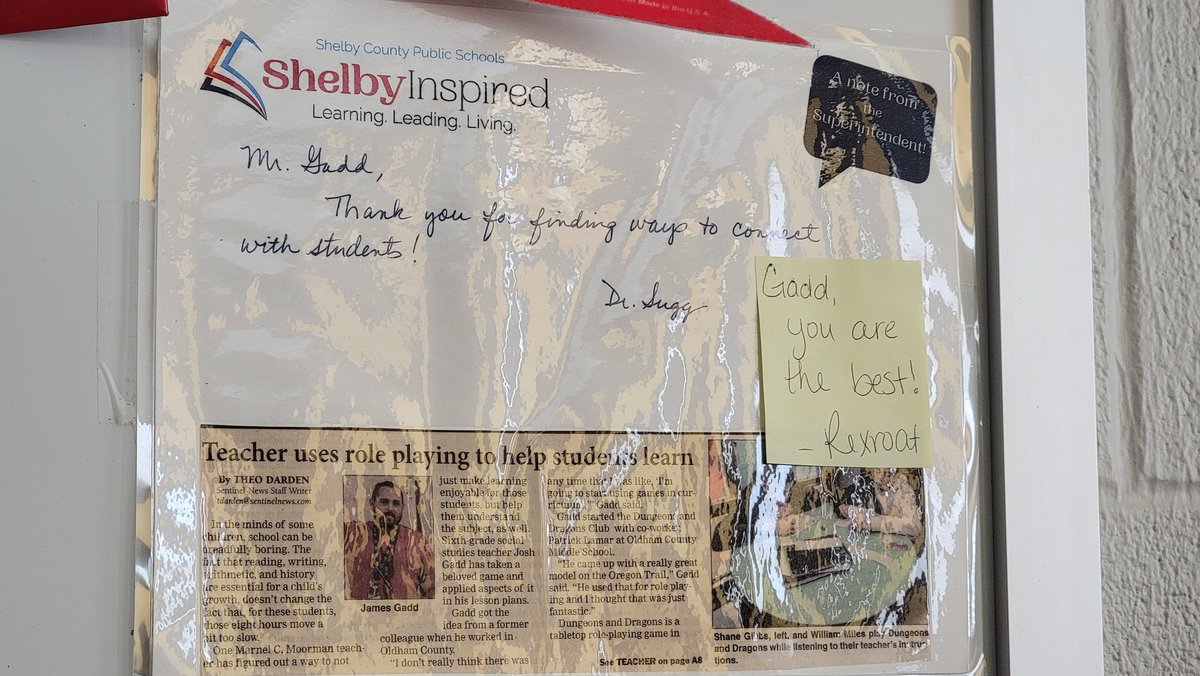 Made in the U.S.A.
Shelby County Public Schools
ShelbyInspired
Learning. Leading. Living.
A note from
the
Superintendent!
Mr. Gadd,
Thank you for finding ways to connect
with students!
Dr. Sugg
Gadd,
you are
the best!
- Rexroat
Teacher uses role playing to help students learn
By THEO DARDEN
Sentinel-News Staff Writer
tdarden@sentinelnews.com
In the minds of some
children, school can be
dreadfully boring. The
fact that reading, writing,
arithmetic, and history
are essential for a child's
growth, doesn't change the
fact that, for these students,
those eight hours move a
bit too slow.
One Marnel C. Moorman teach-
er has figured out a way to not
James Gadd
just make learning
enjoyable for those
students, but help
them understand
the subject, as well.
Sixth-grade social
studies teacher Josh
Gadd has taken a
beloved game and
applied aspects of it
in his lesson plans.
Gadd got the
idea from a former
colleague when he worked in
Oldham County.
"I don't really think there was
any time that I was like, 'I'm
going to start using games in cur-
riculum,'" Gadd said.
Gadd started the Dungeons and
Dragons Club with co-worker
Patrick Lamar at Oldham County
Middle School.
"He came up with a really great
model on the Oregon Trail," Gadd
said. "He used that for role play-
ing and I thought that was just
fantastic."
Dungeons and Dragons is a
tabletop role-playing game in
See TEACHER on page A8
Shane Gibbs, left, and William Miles play Dungeons
and Dragons while listening to their teacher's instruc-
tions.